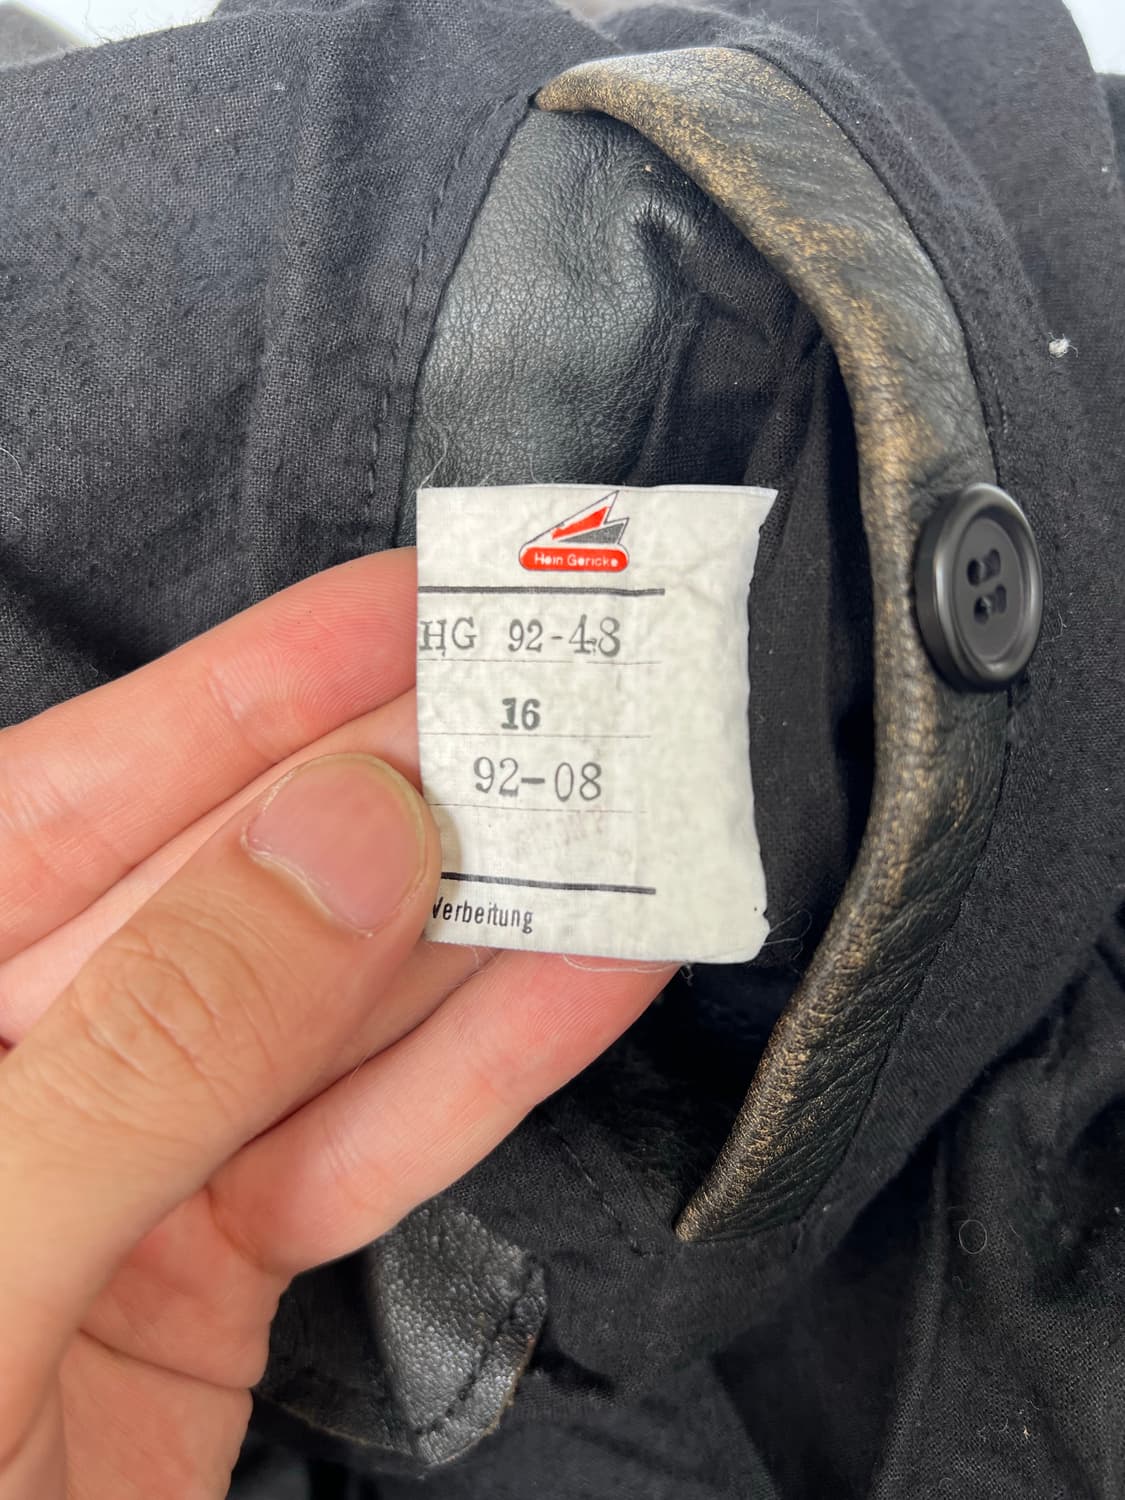 Hein Gericke
HG 92-48
16
92-08
Verbeitung